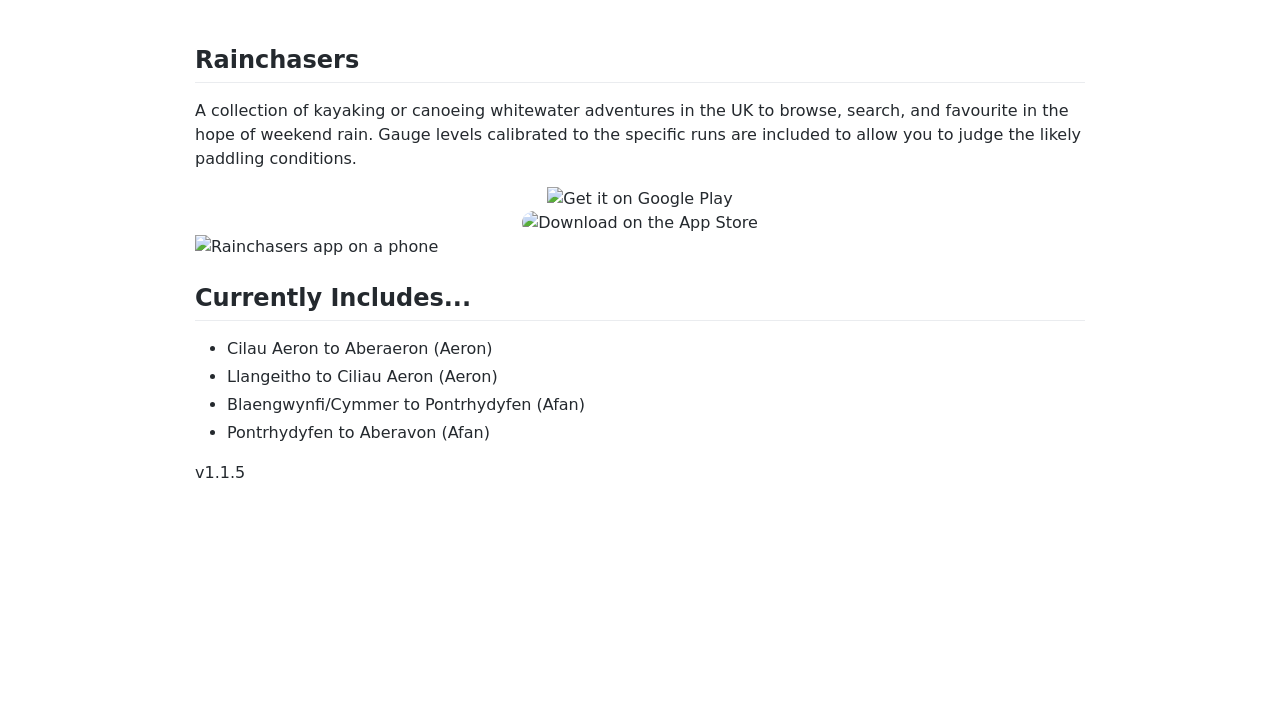 Rainchasers
A collection of kayaking or canoeing whitewater adventures in the UK to browse, search, and favourite in the
hope of weekend rain. Gauge levels calibrated to the specific runs are included to allow you to judge the likely
paddling conditions.
Get it on Google Play
Download on the App Store
Rainchasers app on a phone
Currently Includes...
• Cilau Aeron to Aberaeron (Aeron)
• Llangeitho to Ciliau Aeron (Aeron)
• Blaengwynfi/Cymmer to Pontrhydyfen (Afan)
• Pontrhydyfen to Aberavon (Afan)
v1.1.5